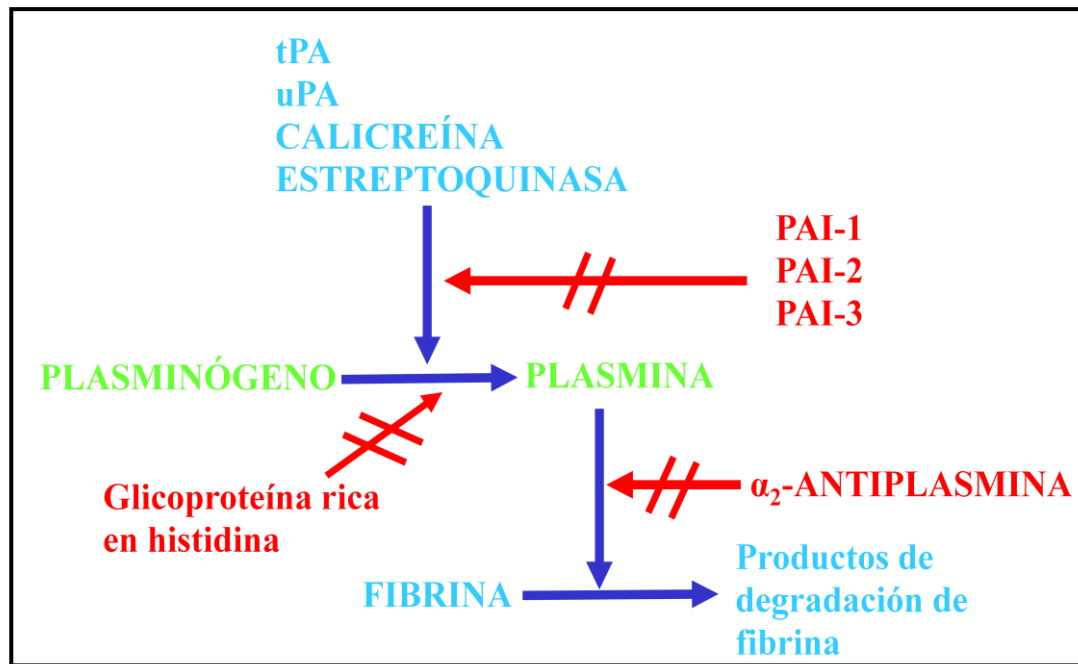 tPA
uPA
CALICREÍNA
ESTREPTOQUINASA
PAI-1
PAI-2
PAI-3
PLASMINÓGENO
PLASMINA
Glicoproteína rica
en histidina
α₂-ANTIPLASMINA
FIBRINA
Productos de
degradación de
fibrina